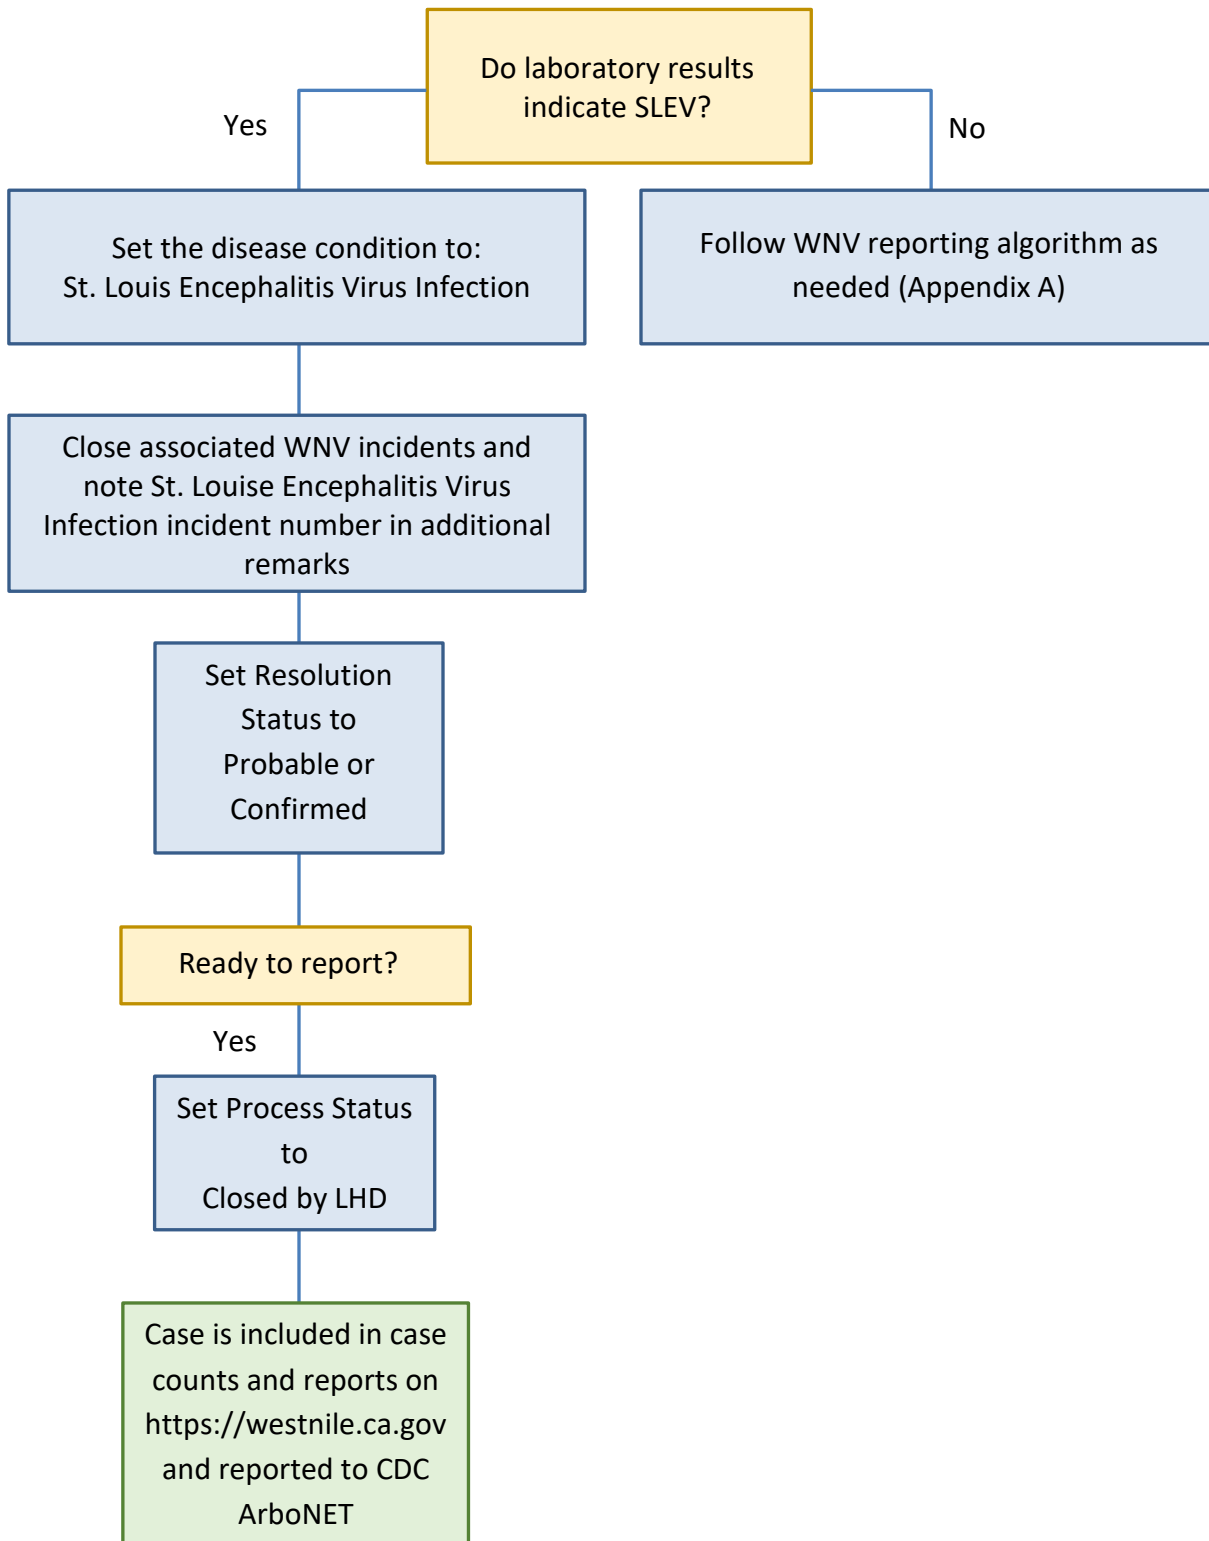 Do laboratory results
indicate SLEV?
Yes
No
Set the disease condition to:
St. Louis Encephalitis Virus Infection
Follow WNV reporting algorithm as
needed (Appendix A)
Close associated WNV incidents and
note St. Louise Encephalitis Virus
Infection incident number in additional
remarks
Set Resolution
Status to
Probable or
Confirmed
Ready to report?
Yes
Set Process Status
to
Closed by LHD
Case is included in case
counts and reports on
https://westnile.ca.gov
and reported to CDC
ArboNET